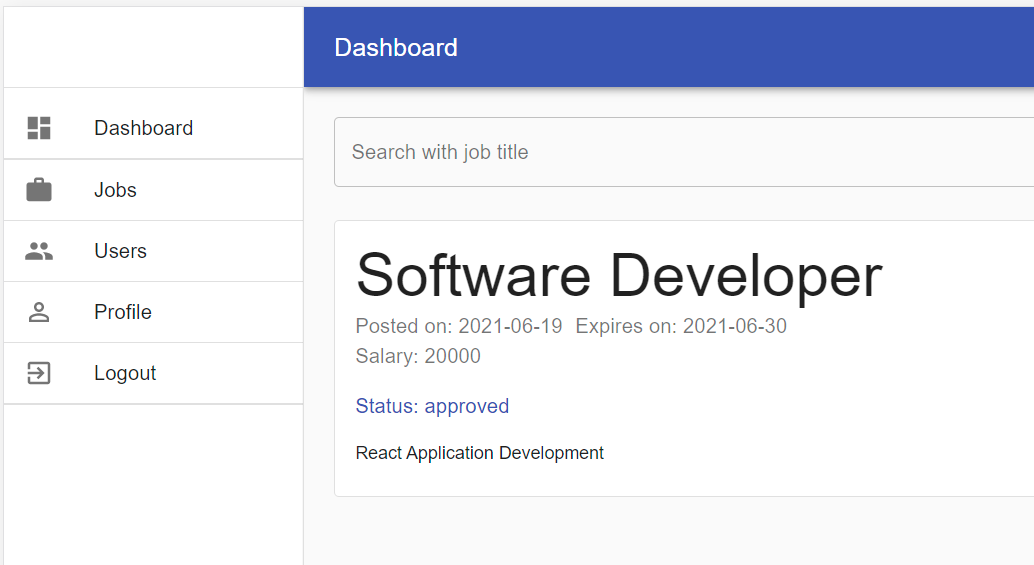 Dashboard
Dashboard
Jobs
Users
Profile
Logout
Search with job title
Software Developer
Posted on: 2021-06-19 Expires on: 2021-06-30
Salary: 20000
Status: approved
React Application Development